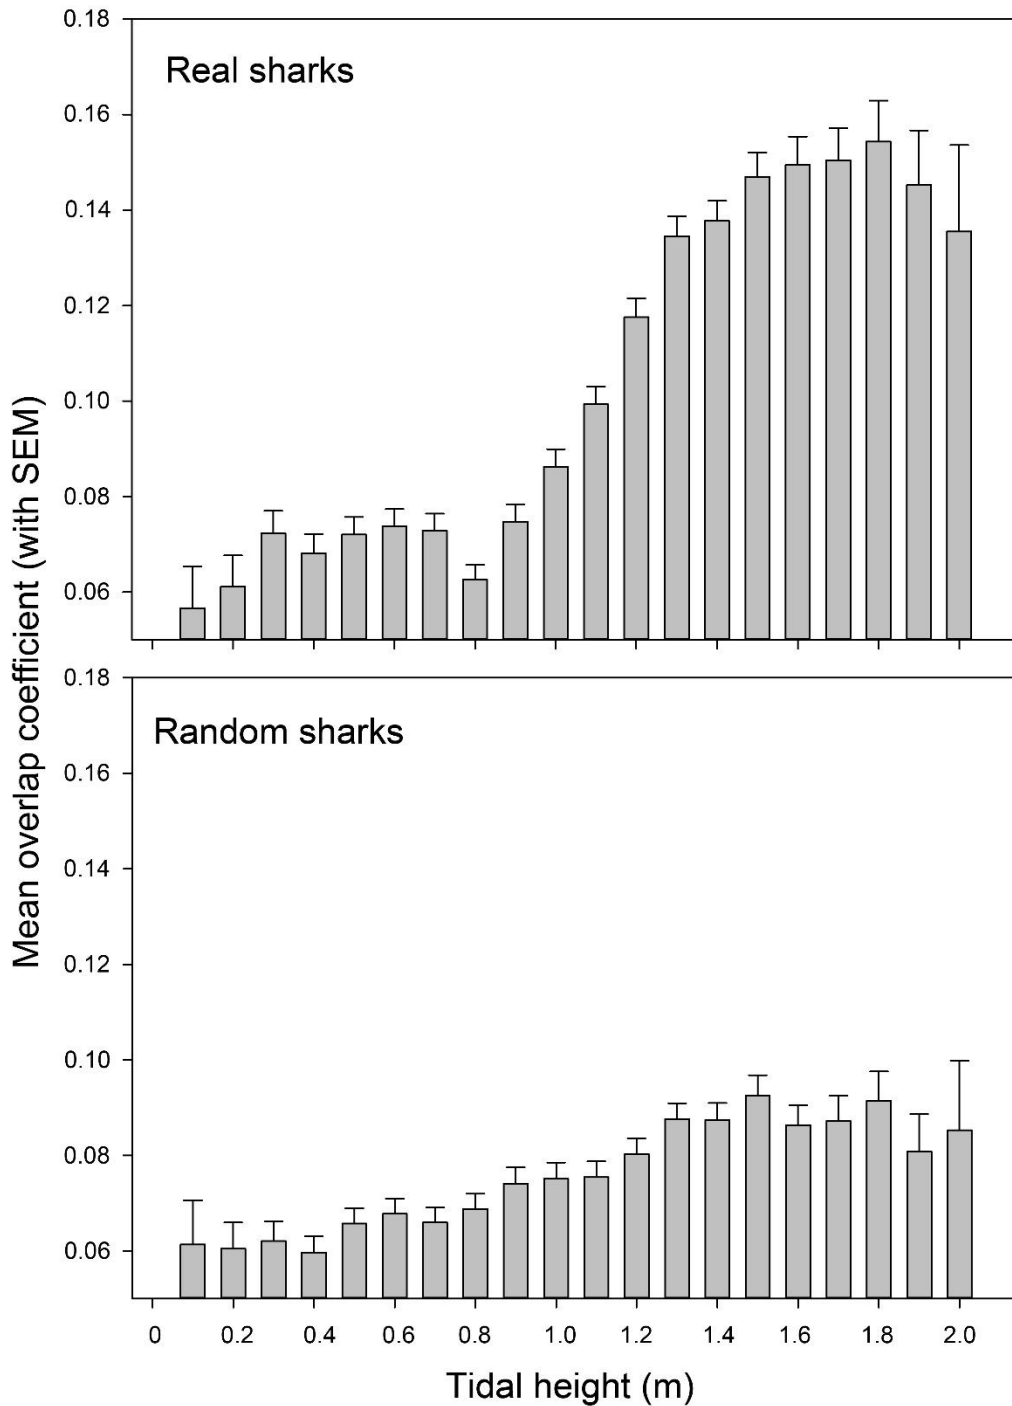 0.18
Real sharks
0.16
0.14
0.12
0.10
0.08
0.06
Mean overlap coefficient (with SEM)
0.18
Random sharks
0.16
0.14
0.12
0.10
0.08
0.06
0 0.2 0.4 0.6 0.8 1.0 1.2 1.4 1.6 1.8 2.0
Tidal height (m)